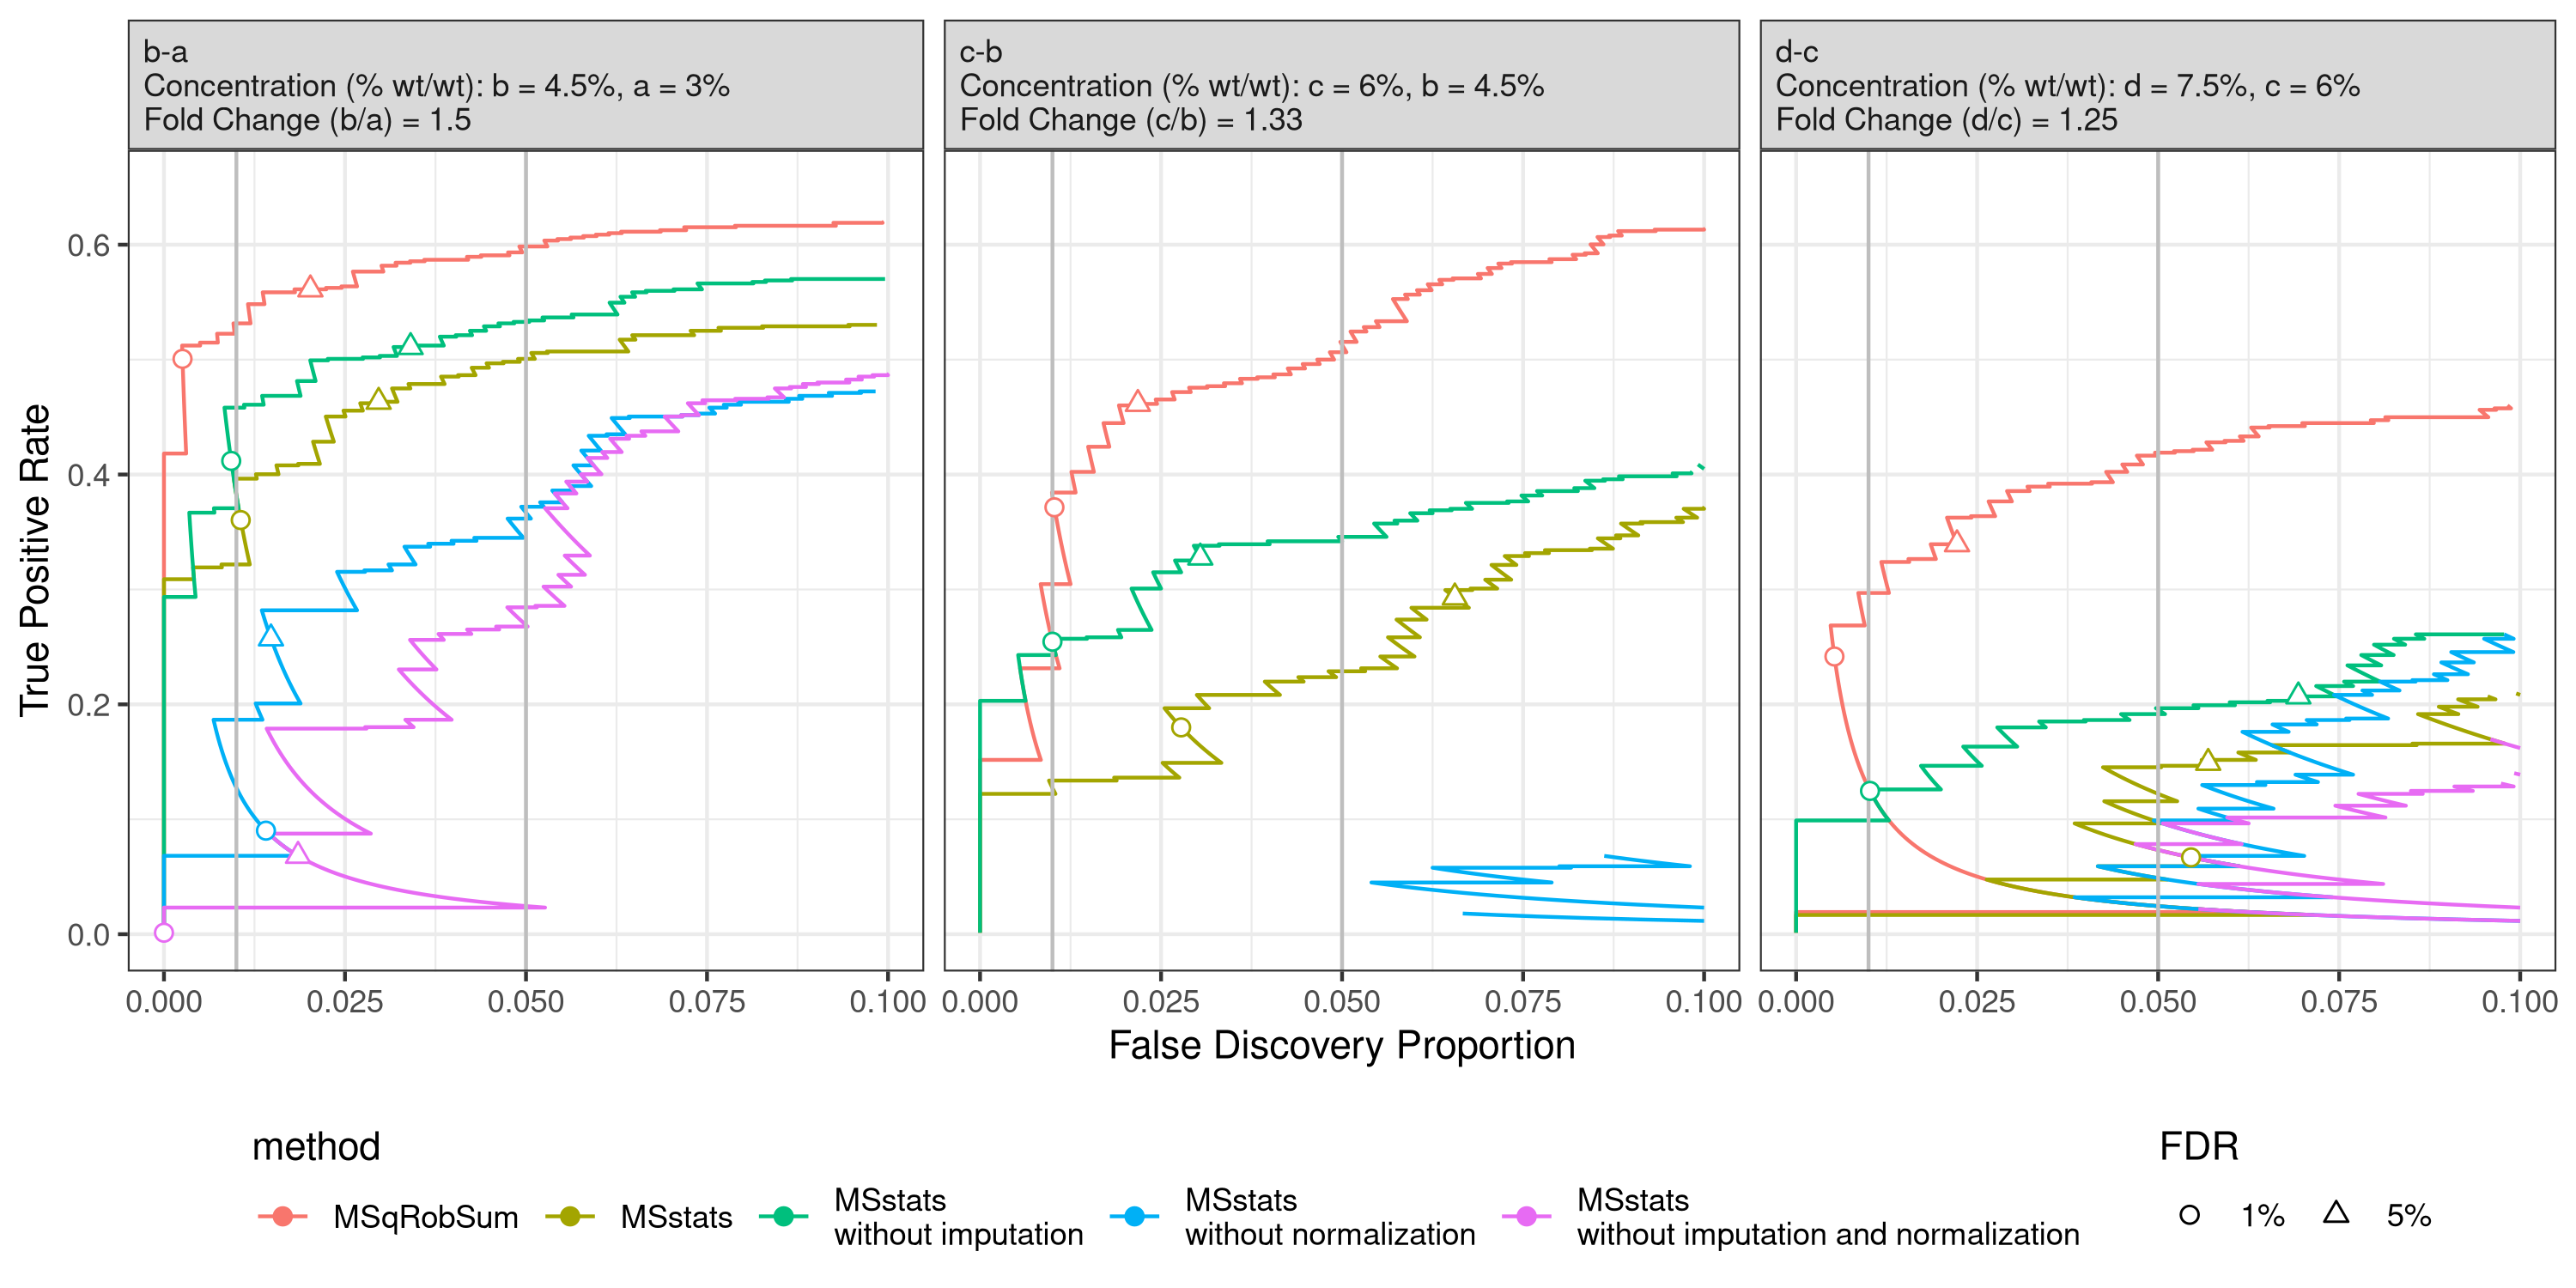 b-a
Concentration (% wt/wt): b = 4.5%, a = 3%
Fold Change (b/a) = 1.5
c-b
Concentration (% wt/wt): c = 6%, b = 4.5%
Fold Change (c/b) = 1.33
d-c
Concentration (% wt/wt): d = 7.5%, c = 6%
Fold Change (d/c) = 1.25
True Positive Rate
0.6
0.4
0.2
0.0
0.000 0.025 0.050 0.075 0.100
0.000 0.025 0.050 0.075 0.100
0.000 0.025 0.050 0.075 0.100
False Discovery Proportion
method
MSqRobSum
MSstats
MSstats
without imputation
MSstats
without normalization
MSstats
without imputation and normalization
FDR
1%
5%